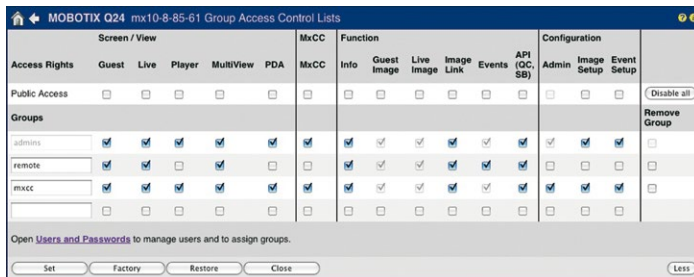 MOBOTIX Q24 mx10-8-85-61 Group Access Control Lists
Screen / View MxCC Function Configuration
Access Rights Guest Live Player MultiView PDA MxCC Info Guest Image Live Image Image Link Events API (QC, SB) Admin Image Setup Event Setup
Public Access Disable all
Groups Remove Group
admins
remote
mxcc
Open Users and Passwords to manage users and to assign groups.
Set Factory Restore Close Less